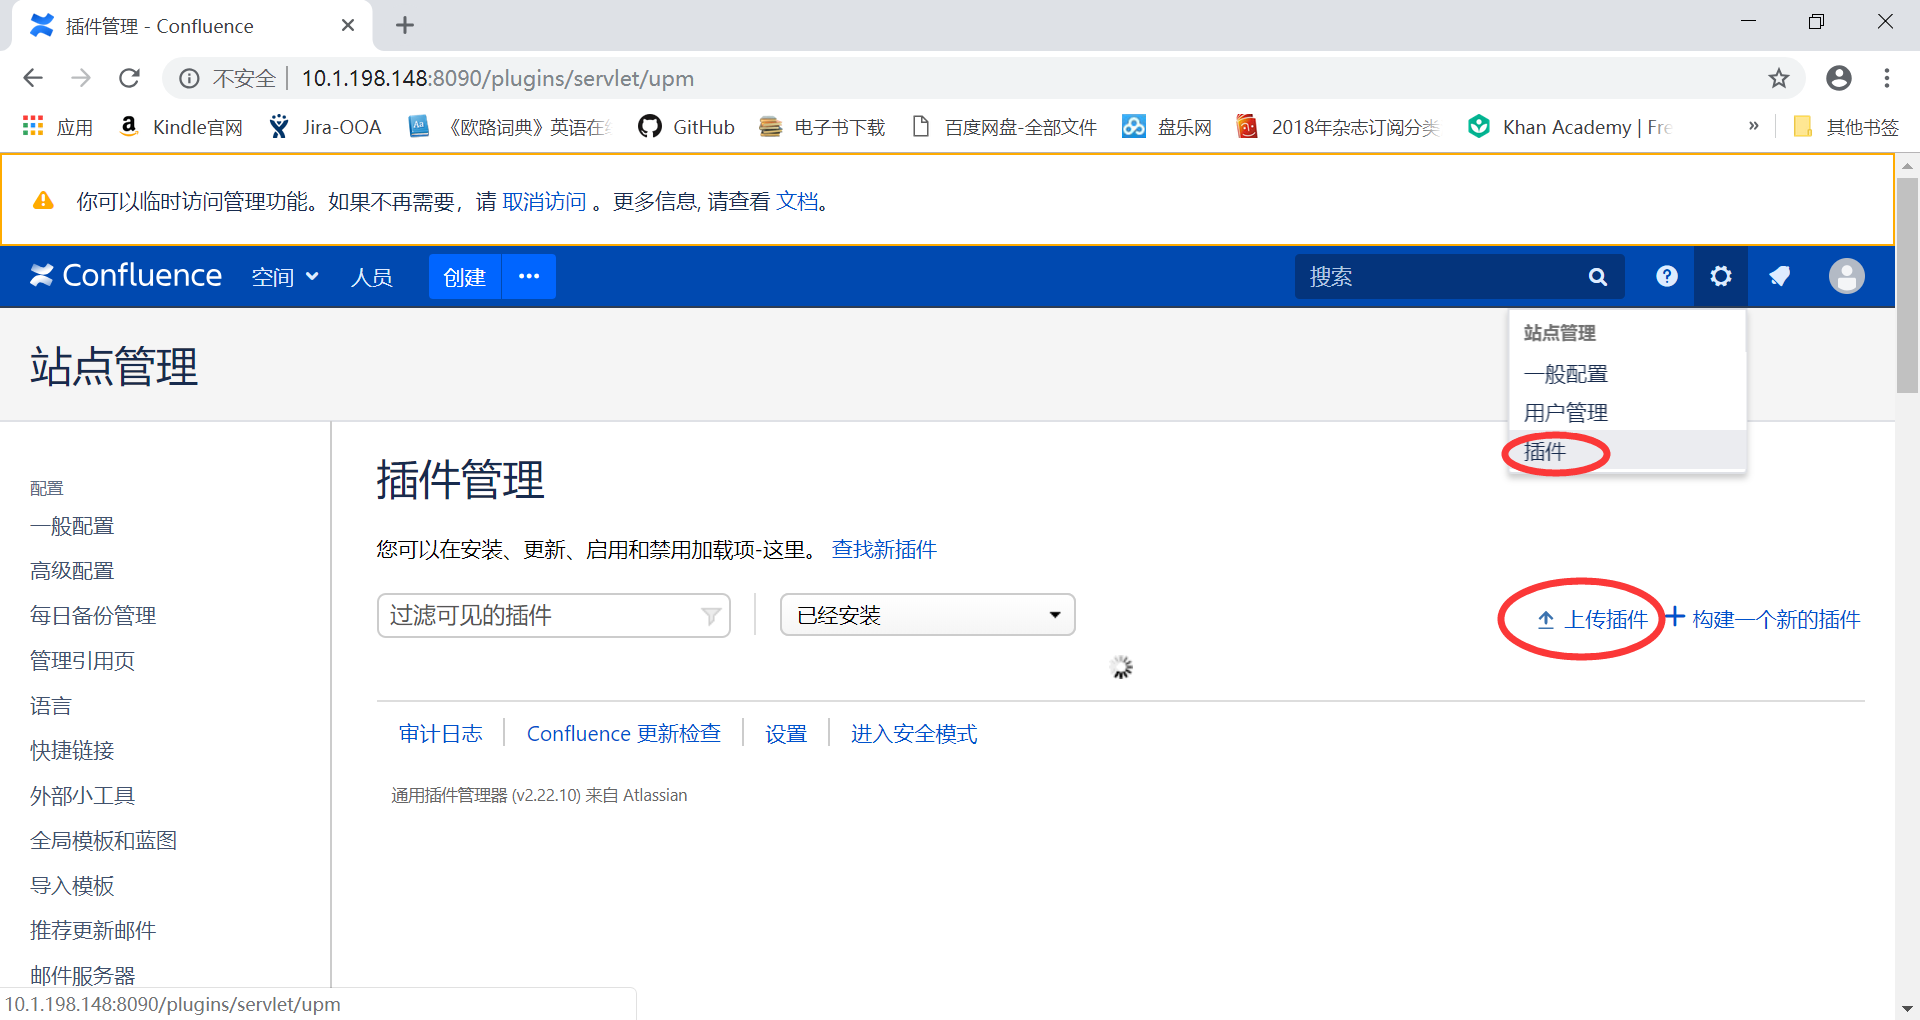 插件管理 - Confluence
不安全 10.1.198.148:8090/plugins/servlet/upm
应用 Kindle官网 Jira-OOA 《欧路词典》英语在 GitHub 电子书下载 百度网盘-全部文件 盘乐网 2018年杂志订阅分类 Khan Academy | Fre » 其他书签
你可以临时访问管理功能。如果不再需要，请 取消访问 。更多信息, 请查看 文档。
Confluence 空间 人员 创建 ··· 搜索
站点管理
站点管理
一般配置
用户管理
插件
配置
一般配置
高级配置
每日备份管理
管理引用页
语言
快捷链接
外部小工具
全局模板和蓝图
导入模板
推荐更新邮件
邮件服务器
插件管理
您可以在安装、更新、启用和禁用加载项-这里。 查找新插件
过滤可见的插件 已经安装 上传插件 构建一个新的插件
审计日志 Confluence 更新检查 设置 进入安全模式
通用插件管理器 (v2.22.10) 来自 Atlassian
10.1.198.148:8090/plugins/servlet/upm